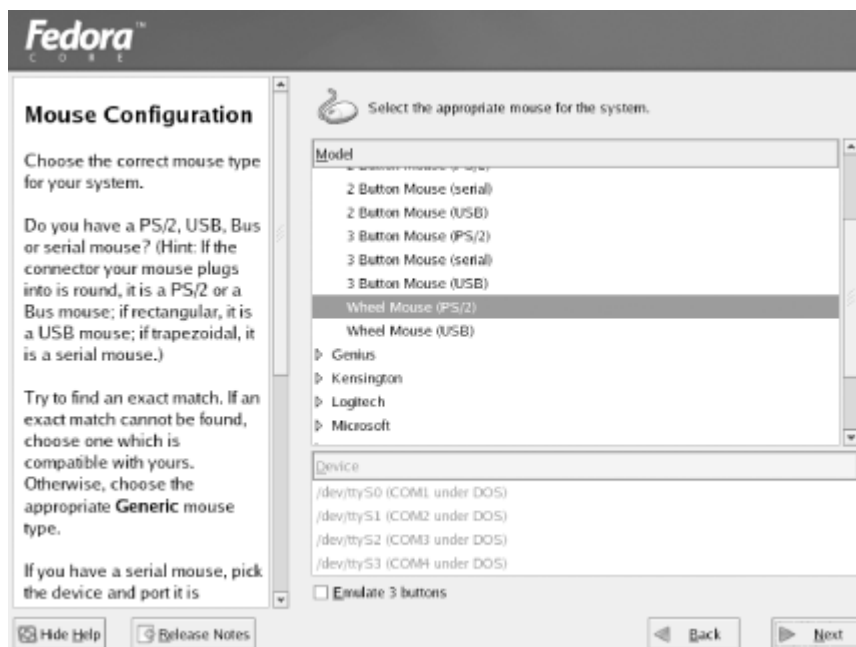 Fedora™
CORE
Mouse Configuration
Choose the correct mouse type
for your system.
Do you have a PS/2, USB, Bus
or serial mouse? (Hint: If the
connector your mouse plugs
into is round, it is a PS/2 or a
Bus mouse; if rectangular, it is
a USB mouse; if trapezoidal, it
is a serial mouse.)
Try to find an exact match. If an
exact match cannot be found,
choose one which is
compatible with yours.
Otherwise, choose the
appropriate Generic mouse
type.
If you have a serial mouse, pick
the device and port it is
Select the appropriate mouse for the system.
Model
2 Button Mouse (PS/2)
2 Button Mouse (serial)
2 Button Mouse (USB)
3 Button Mouse (PS/2)
3 Button Mouse (serial)
3 Button Mouse (USB)
Wheel Mouse (PS/2)
Wheel Mouse (USB)
Genius
Kensington
Logitech
Microsoft
Device
/dev/ttyS0 (COM1 under DOS)
/dev/ttyS1 (COM2 under DOS)
/dev/ttyS2 (COM3 under DOS)
/dev/ttyS3 (COM4 under DOS)
Emulate 3 buttons
Hide Help
Release Notes
Back
Next